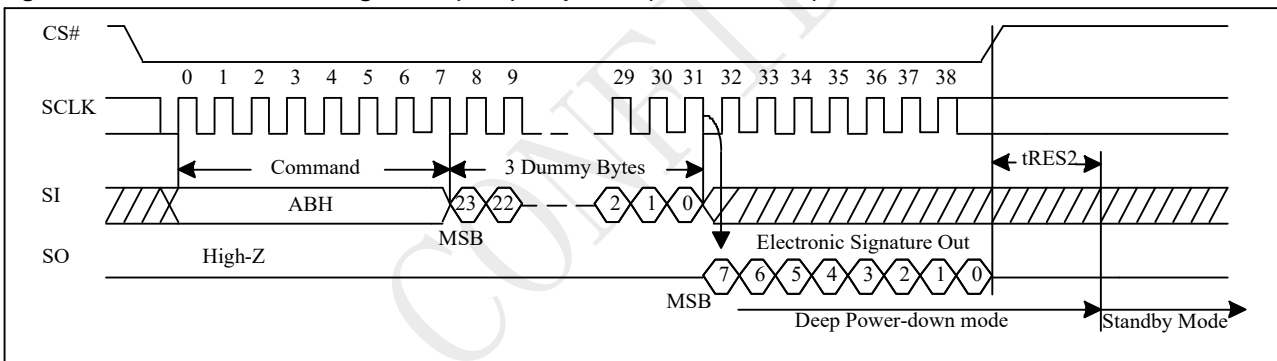 CS#
0 1 2 3 4 5 6 7 8 9 29 30 31 32 33 34 35 36 37 38
SCLK
Command 3 Dummy Bytes tRES2
SI ABH 23 22 2 1 0
MSB
SO High-Z Electronic Signature Out
7 6 5 4 3 2 1 0
MSB
Deep Power-down mode Standby Mode